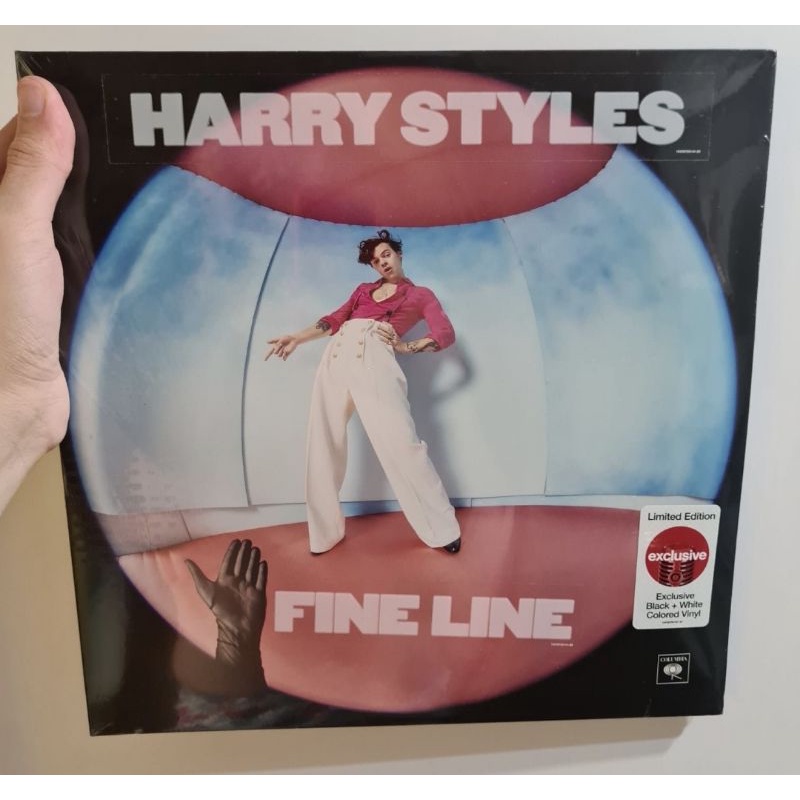 HARRY STYLES
FINE LINE
Limited Edition
exclusive
Exclusive
Black + White
Colored Vinyl
COLUMBIA